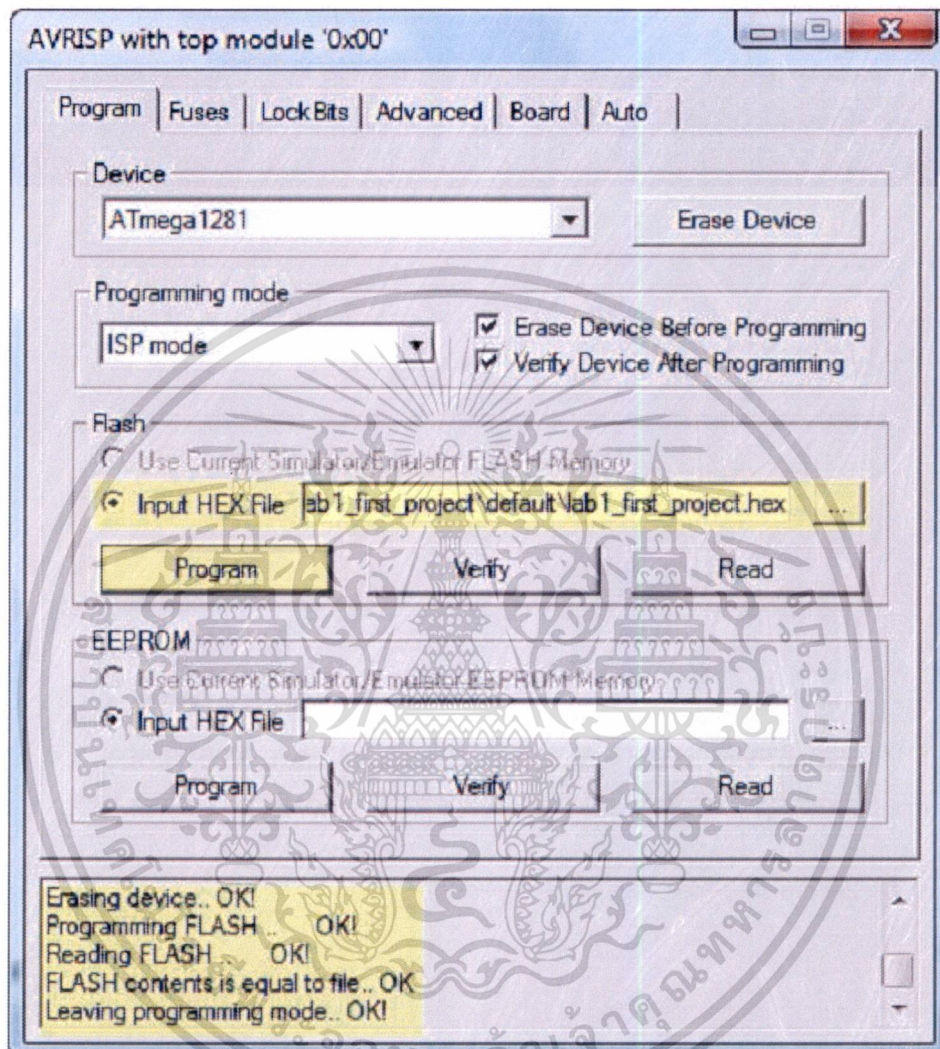 AVRISP with top module '0x00'
Program Fuses LockBits Advanced Board Auto
Device
ATmega1281 Erase Device
Programming mode
ISP mode
Erase Device Before Programming
Verify Device After Programming
Flash
Use Current Simulator/Emulator FLASH Memory
Input HEX File ab1_first_project\default\lab1_first_project.hex ...
Program Verify Read
EEPROM
Use Current Simulator/Emulator EEPROM Memory
Input HEX File ...
Program Verify Read
Erasing device.. OK!
Programming FLASH .. OK!
Reading FLASH .. OK!
FLASH contents is equal to file.. OK
Leaving programming mode.. OK!